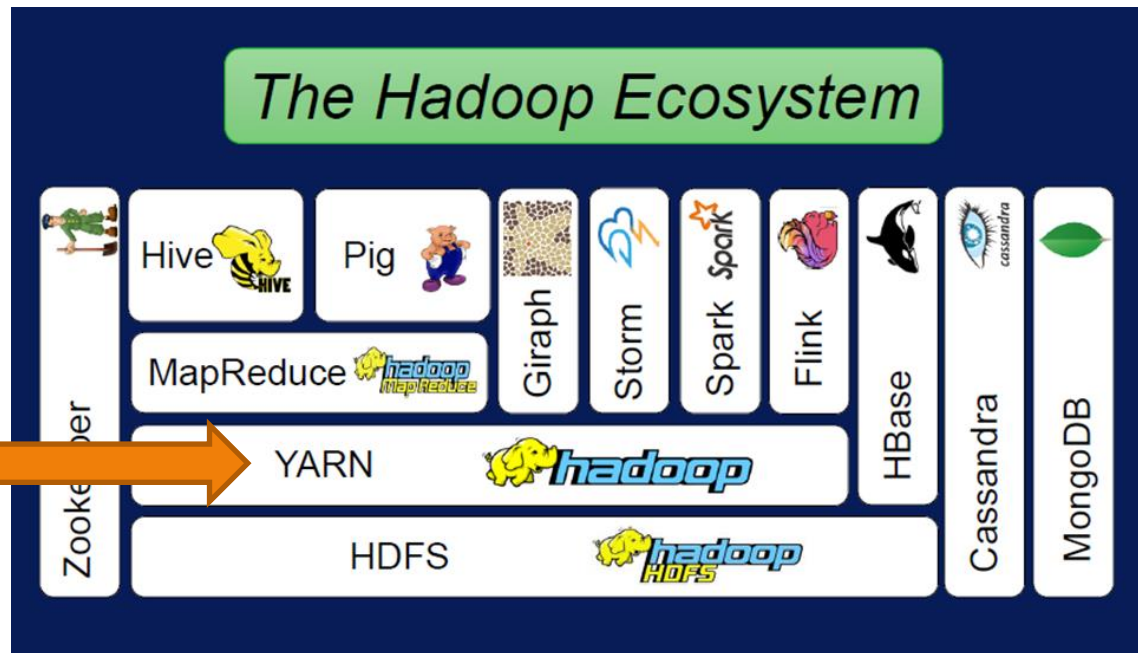 The Hadoop Ecosystem
Zookeeper
Hive
HIVE
Pig
Giraph
Storm
Spark
Spark
Flink
HBase
cassandra
Cassandra
MongoDB
MapReduce
hadoop
Map Reduce
YARN
hadoop
HDFS
hadoop
HDFS